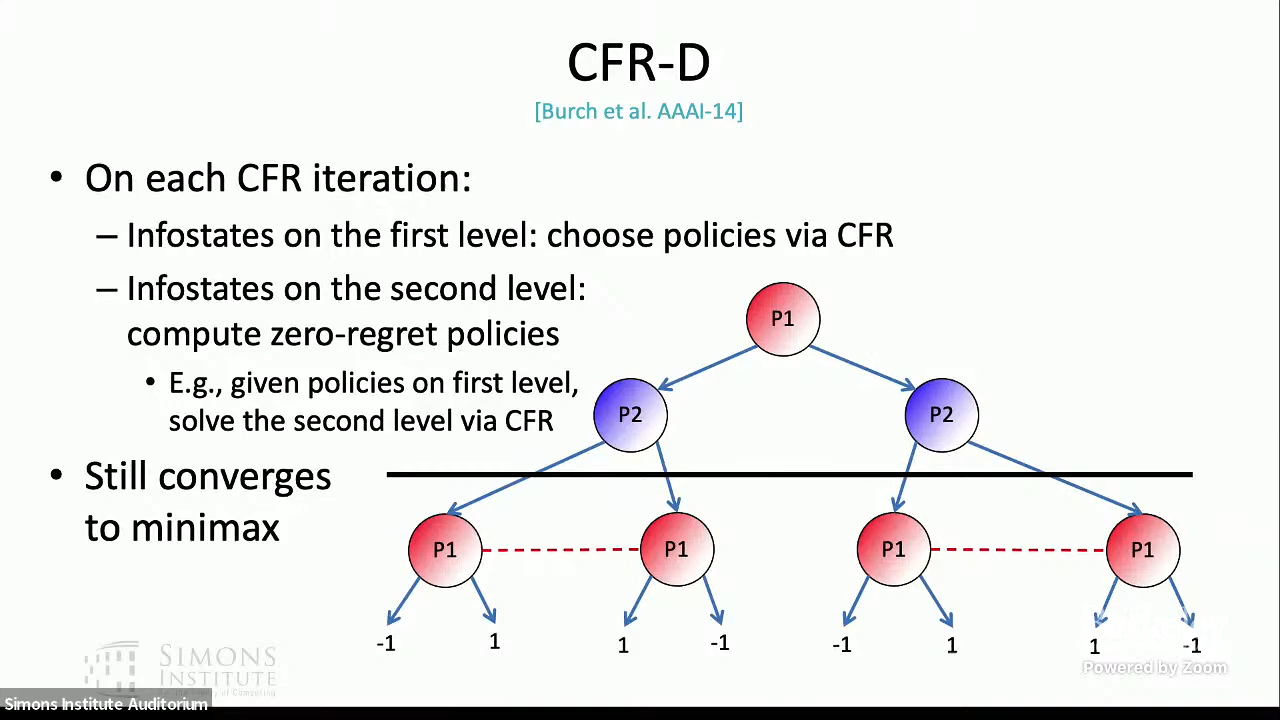 CFR-D
[Burch et al. AAAI-14]
• On each CFR iteration:
– Infostates on the first level: choose policies via CFR
– Infostates on the second level:
compute zero-regret policies
• E.g., given policies on first level,
solve the second level via CFR
• Still converges
to minimax
P1
P2 P2
P1 P1 P1 P1
-1 1 1 -1 -1 1 1 -1
SIMONS
INSTITUTE
Powered by Zoom
Simons Institute Auditorium